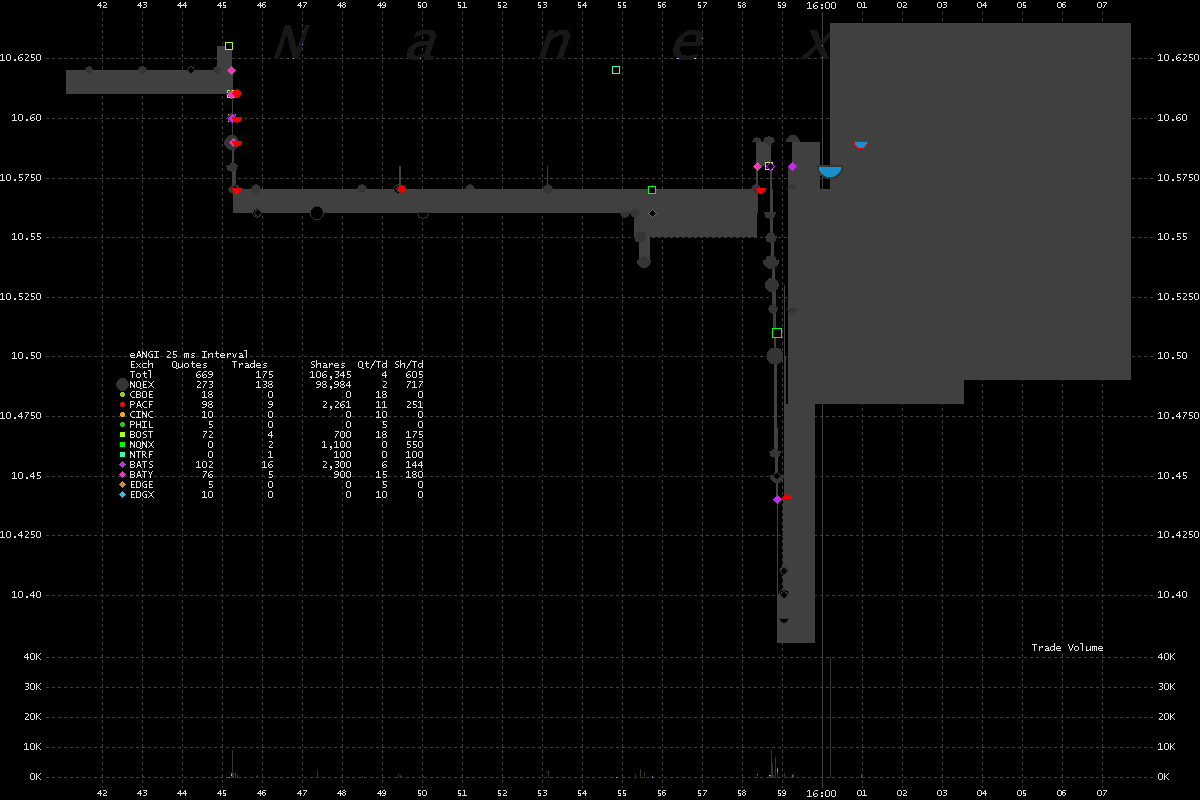 42 43 44 45 46 47 48 49 50 51 52 53 54 55 56 57 58 59 16:00 01 02 03 04 05 06 07
N a n e x
10.6250 10.6250
10.60 10.60
10.5750 10.5750
10.55 10.55
10.5250 10.5250
eANGI 25 ms Interval
10.50 10.50
Exch Quotes Trades Shares Qt/Td Sh/Td
Totl 669 175 106,345 4 605
NQEX 273 138 98,984 2 717
CBOE 18 0 0 18 0
PACF 98 9 2,261 11 251
CINC 10 0 0 10 0
10.4750 10.4750
PHIL 5 0 0 5 0
BOST 72 4 700 18 175
NQNX 0 2 1,100 0 550
NTRF 0 1 100 0 100
BATS 102 16 2,300 6 144
BATY 76 5 900 15 180
10.45 10.45
EDGE 5 0 0 5 0
EDGX 10 0 0 10 0
10.4250 10.4250
10.40 10.40
Trade Volume
40K 40K
30K 30K
20K 20K
10K 10K
0K 0K
42 43 44 45 46 47 48 49 50 51 52 53 54 55 56 57 58 59 16:00 01 02 03 04 05 06 07